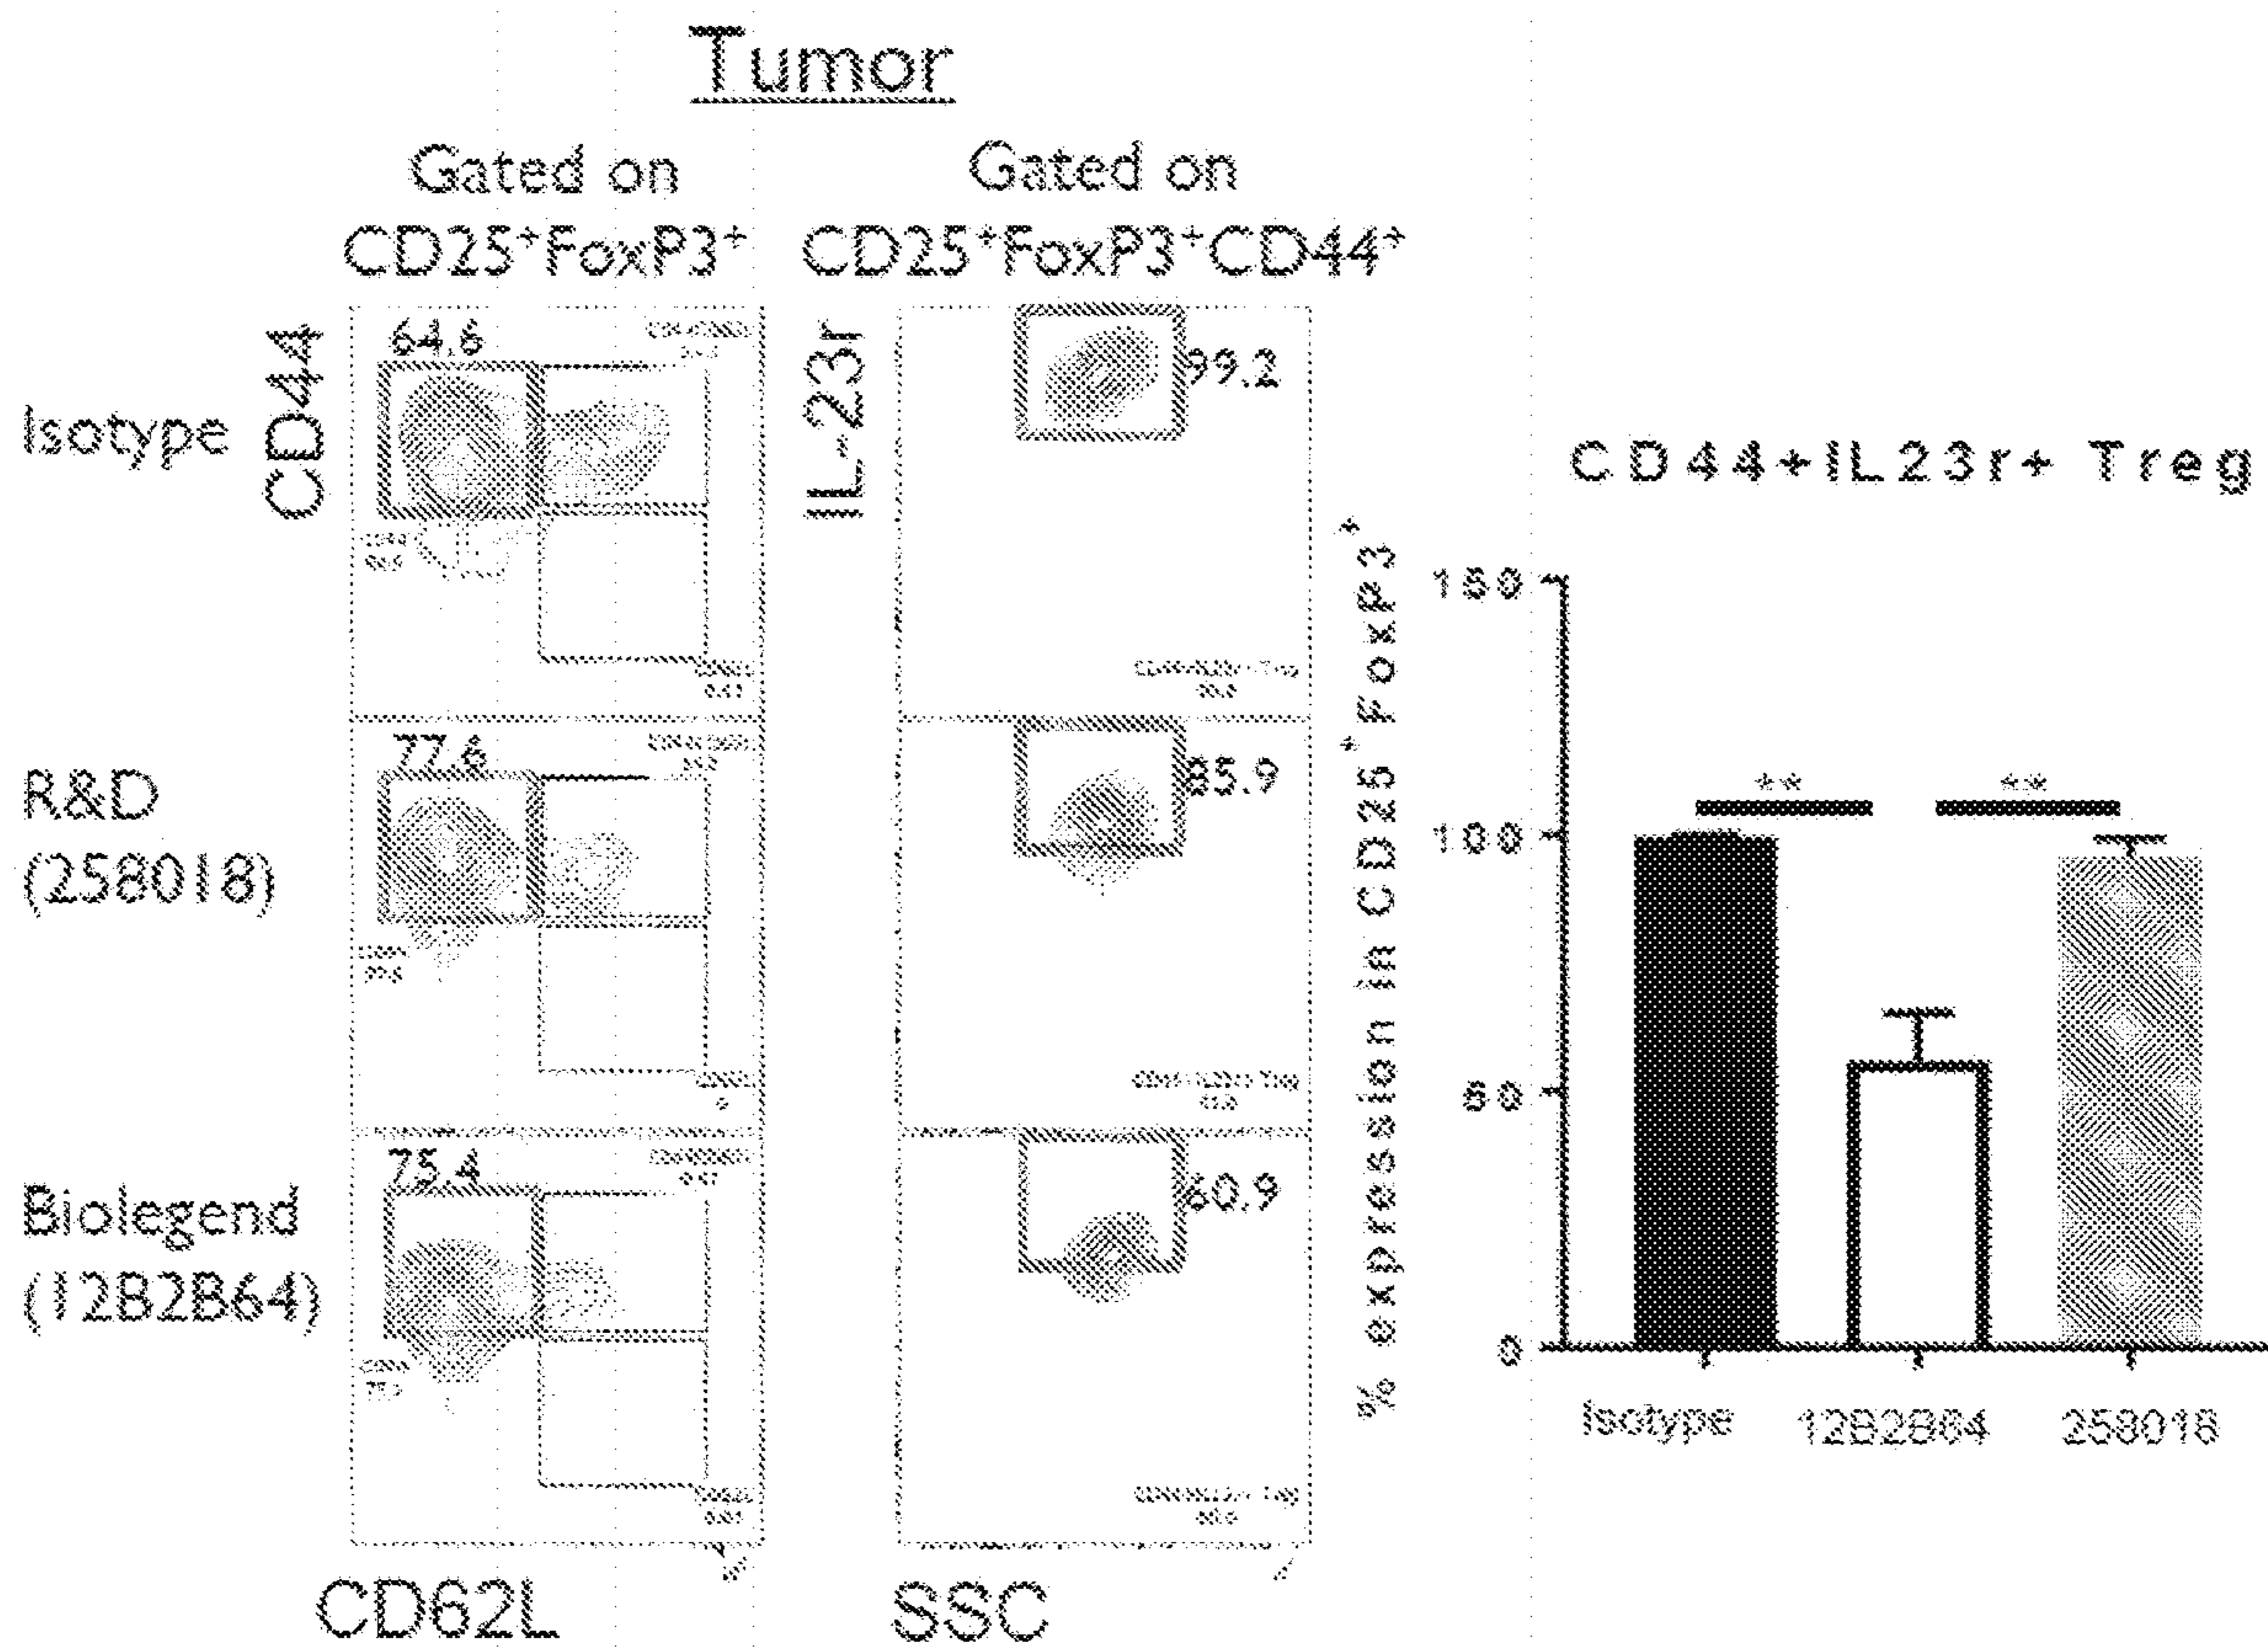 Tumor
Gated on
CD25⁺FoxP3⁺
Gated on
CD25⁺FoxP3⁺CD44⁺
Isotype
CD44
64.6
IL-23r
99.2
R&D
(258018)
77.6
85.9
Biolegend
(12B2B64)
75.4
60.9
CD62L
SSC
CD44+IL23r+ Treg
% expression in CD25⁺FoxP3⁺
150
100
50
0
**
**
Isotype
12B2B64
258018